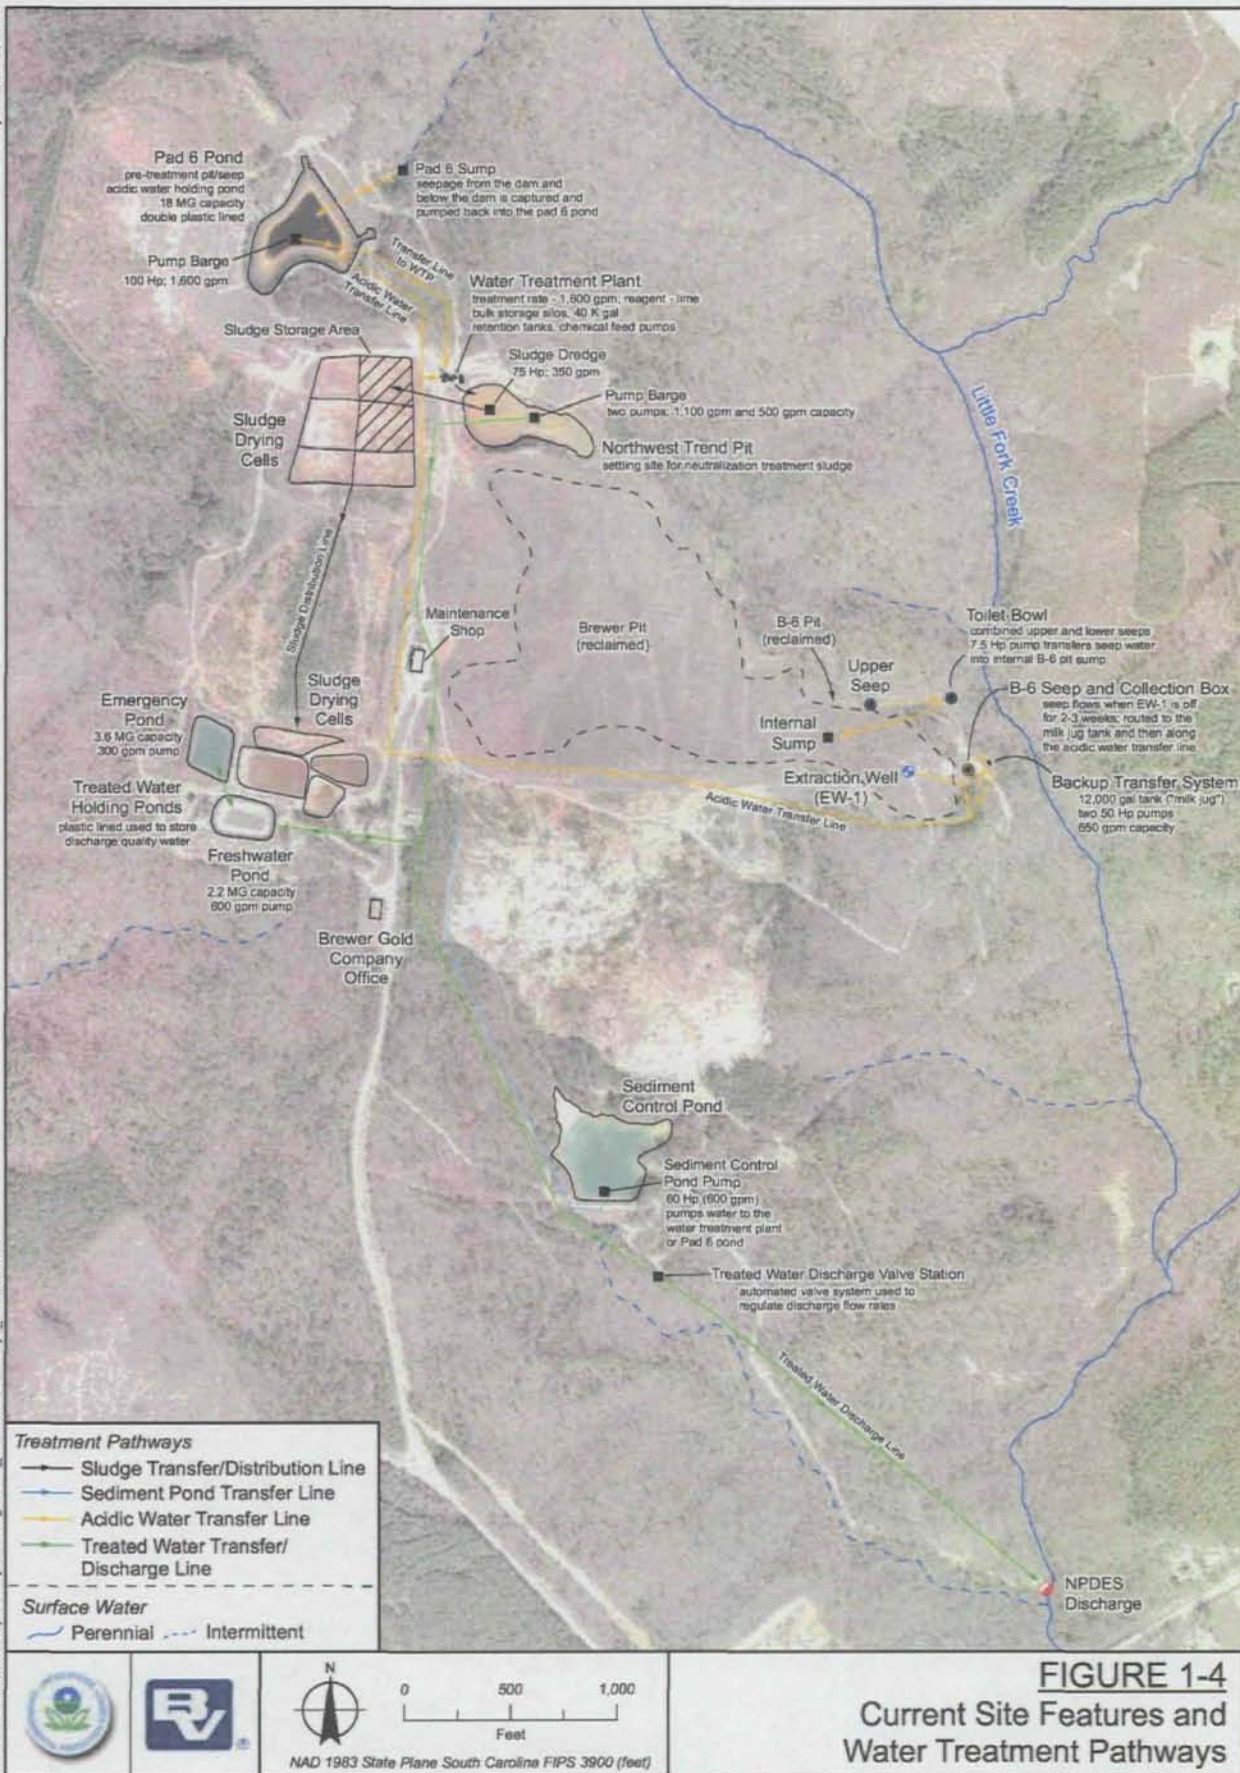 Pad 6 Pond
pre-treatment pit/seep
acidic water holding pond
18 MG capacity
double plastic lined
Pad 6 Sump
seepage from the dam and
below the dam is captured and
pumped back into the pad 6 pond
Pump Barge
100 Hp; 1,600 gpm
Transfer Line
to WTP
Acidic Water
Transfer Line
Water Treatment Plant
treatment rate - 1,600 gpm; reagent - lime
bulk storage silos, 40 K gal
retention tanks, chemical feed pumps
Sludge Storage Area
Sludge Dredge
75 Hp; 350 gpm
Pump Barge
two pumps; 1,100 gpm and 500 gpm capacity
Sludge
Drying
Cells
Northwest Trend Pit
setting site for neutralization treatment sludge
Little Fork Creek
Sludge Distribution Line
Maintenance
Shop
Brewer Pit
(reclaimed)
B-6 Pit
(reclaimed)
Toilet Bowl
combined upper and lower seeps
7.5 Hp pump transfers seep water
into internal B-6 pit sump
Upper
Seep
B-6 Seep and Collection Box
seep flows when EW-1 is off
for 2-3 weeks; routed to the
milk jug tank and then along
the acidic water transfer line
Internal
Sump
Extraction Well
(EW-1)
Backup Transfer System
12,000 gal tank ("milk jug")
two 50 Hp pumps
650 gpm capacity
Acidic Water Transfer Line
Emergency
Pond
3.6 MG capacity
300 gpm pump
Sludge
Drying
Cells
Treated Water
Holding Ponds
plastic lined used to store
discharge quality water
Freshwater
Pond
2.2 MG capacity
600 gpm pump
Brewer Gold
Company
Office
Sediment
Control Pond
Sediment Control
Pond Pump
60 Hp (600 gpm)
pumps water to the
water treatment plant
or Pad 6 pond
Treated Water Discharge Valve Station
automated valve system used to
regulate discharge flow rates
Treated Water Discharge Line
NPDES
Discharge
Treatment Pathways
Sludge Transfer/Distribution Line
Sediment Pond Transfer Line
Acidic Water Transfer Line
Treated Water Transfer/
Discharge Line
Surface Water
Perennial Intermittent
BV ®
N
0 500 1,000
Feet
NAD 1983 State Plane South Carolina FIPS 3900 (feet)
FIGURE 1-4
Current Site Features and
Water Treatment Pathways